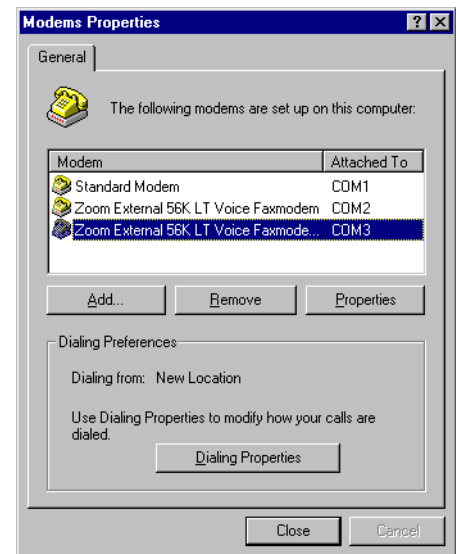 Modems Properties
General
The following modems are set up on this computer:
Modem Attached To
Standard Modem COM1
Zoom External 56K LT Voice Faxmodem COM2
Zoom External 56K LT Voice Faxmode... COM3
Add... Remove Properties
Dialing Preferences
Dialing from: New Location
Use Dialing Properties to modify how your calls are
dialed.
Dialing Properties
Close Cancel